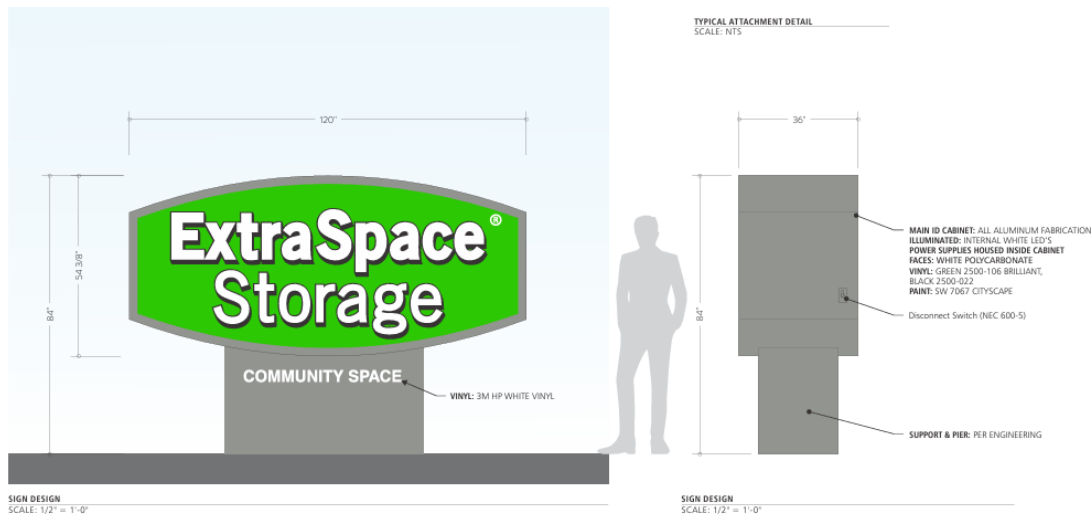 TYPICAL ATTACHMENT DETAIL
SCALE: NTS
120"
36"
84"
54 3/8"
ExtraSpace®
Storage
COMMUNITY SPACE
VINYL: 3M HP WHITE VINYL
84"
MAIN ID CABINET: ALL ALUMINUM FABRICATION
ILLUMINATED: INTERNAL WHITE LED'S
POWER SUPPLIES HOUSED INSIDE CABINET
FACES: WHITE POLYCARBONATE
VINYL: GREEN 2500-106 BRILLIANT,
BLACK 2500-022
PAINT: SW 7067 CITYSCAPE
Disconnect Switch (NEC 600-5)
SUPPORT & PIER: PER ENGINEERING
SIGN DESIGN
SCALE: 1/2" = 1'-0"
SIGN DESIGN
SCALE: 1/2" = 1'-0"